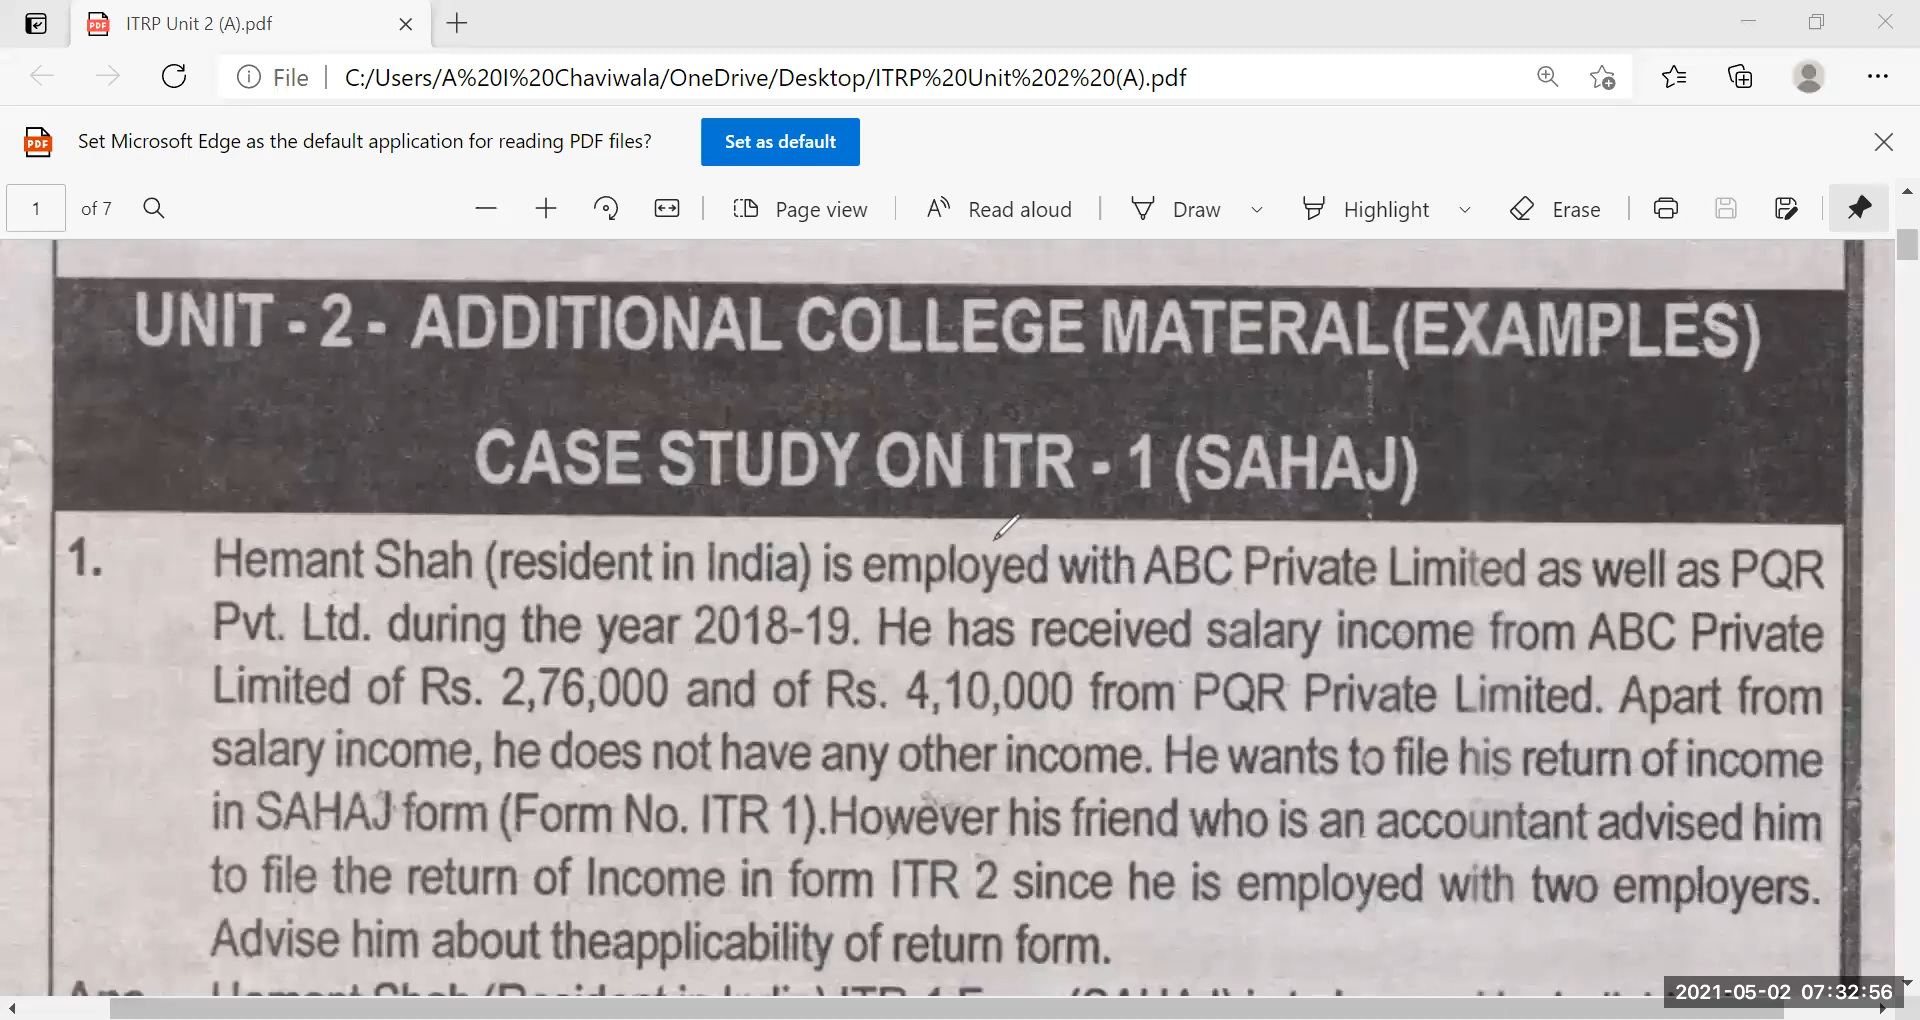 ITRP Unit 2 (A).pdf
File | C:/Users/A%20I%20Chaviwala/OneDrive/Desktop/ITRP%20Unit%202%20(A).pdf
PDF Set Microsoft Edge as the default application for reading PDF files? Set as default
1 of 7 Page view Read aloud Draw Highlight Erase
UNIT - 2 - ADDITIONAL COLLEGE MATERAL(EXAMPLES)
CASE STUDY ON ITR - 1 (SAHAJ)
1. Hemant Shah (resident in India) is employed with ABC Private Limited as well as PQR
Pvt. Ltd. during the year 2018-19. He has received salary income from ABC Private
Limited of Rs. 2,76,000 and of Rs. 4,10,000 from PQR Private Limited. Apart from
salary income, he does not have any other income. He wants to file his return of income
in SAHAJ form (Form No. ITR 1).However his friend who is an accountant advised him
to file the return of Income in form ITR 2 since he is employed with two employers.
Advise him about theapplicability of return form.
2021-05-02 07:32:56